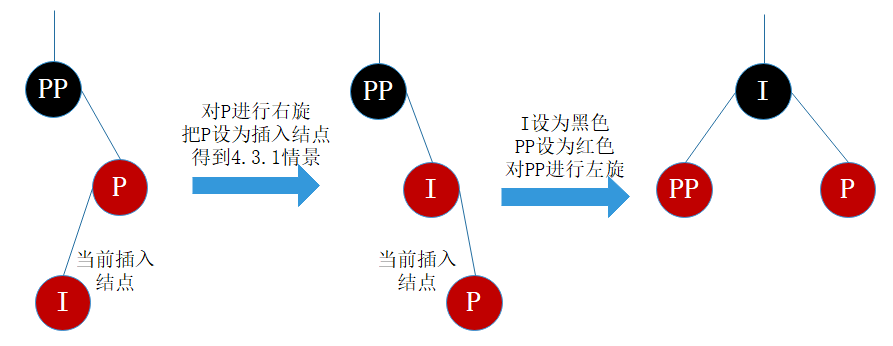 PP
P
I
当前插入
结点
对P进行右旋
把P设为插入结点
得到4.3.1情景
PP
I
P
当前插入
结点
I设为黑色
PP设为红色
对PP进行左旋
I
PP
P